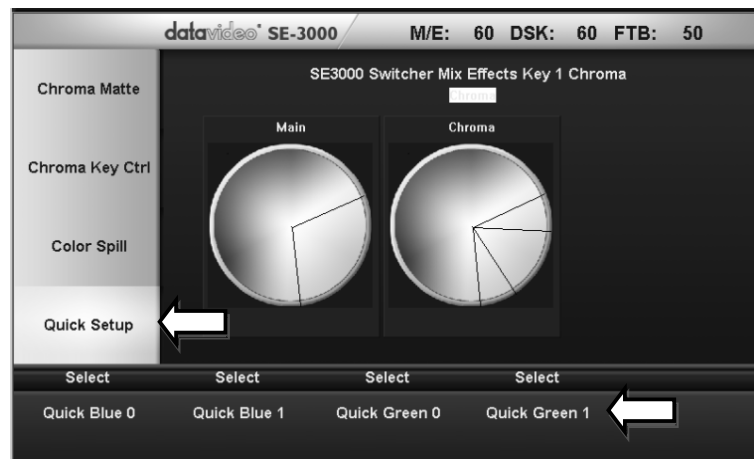 datavideo SE-3000 M/E: 60 DSK: 60 FTB: 50
SE3000 Switcher Mix Effects Key 1 Chroma
Chroma
Main
Chroma
Chroma Matte
Chroma Key Ctrl
Color Spill
Quick Setup
Select Select Select Select
Quick Blue 0 Quick Blue 1 Quick Green 0 Quick Green 1